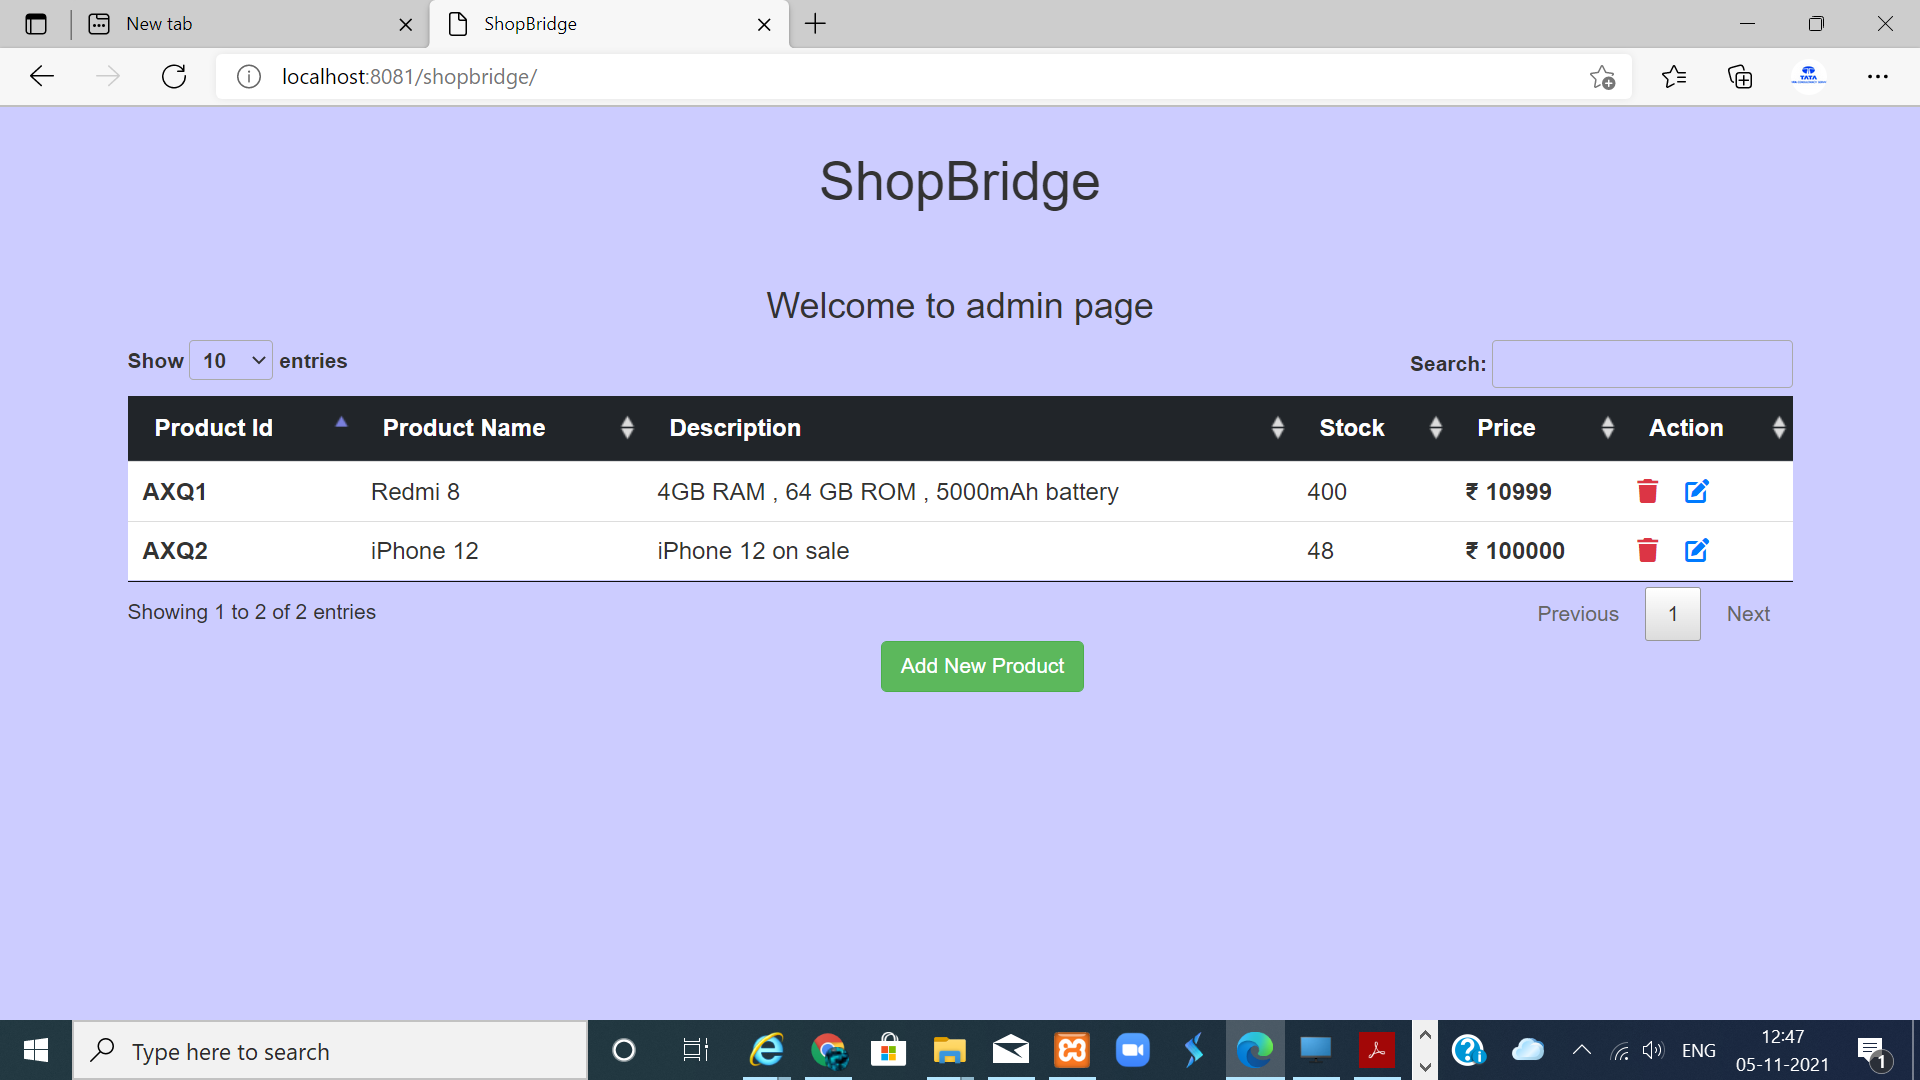 New tab
ShopBridge
localhost:8081/shopbridge/
TATA
ShopBridge
Welcome to admin page
Show 10 entries
Search:
Product Id Product Name Description Stock Price Action
AXQ1 Redmi 8 4GB RAM , 64 GB ROM , 5000mAh battery 400 ₹ 10999
AXQ2 iPhone 12 iPhone 12 on sale 48 ₹ 100000
Showing 1 to 2 of 2 entries
Previous 1 Next
Add New Product
Type here to search
ENG
12:47
05-11-2021
1